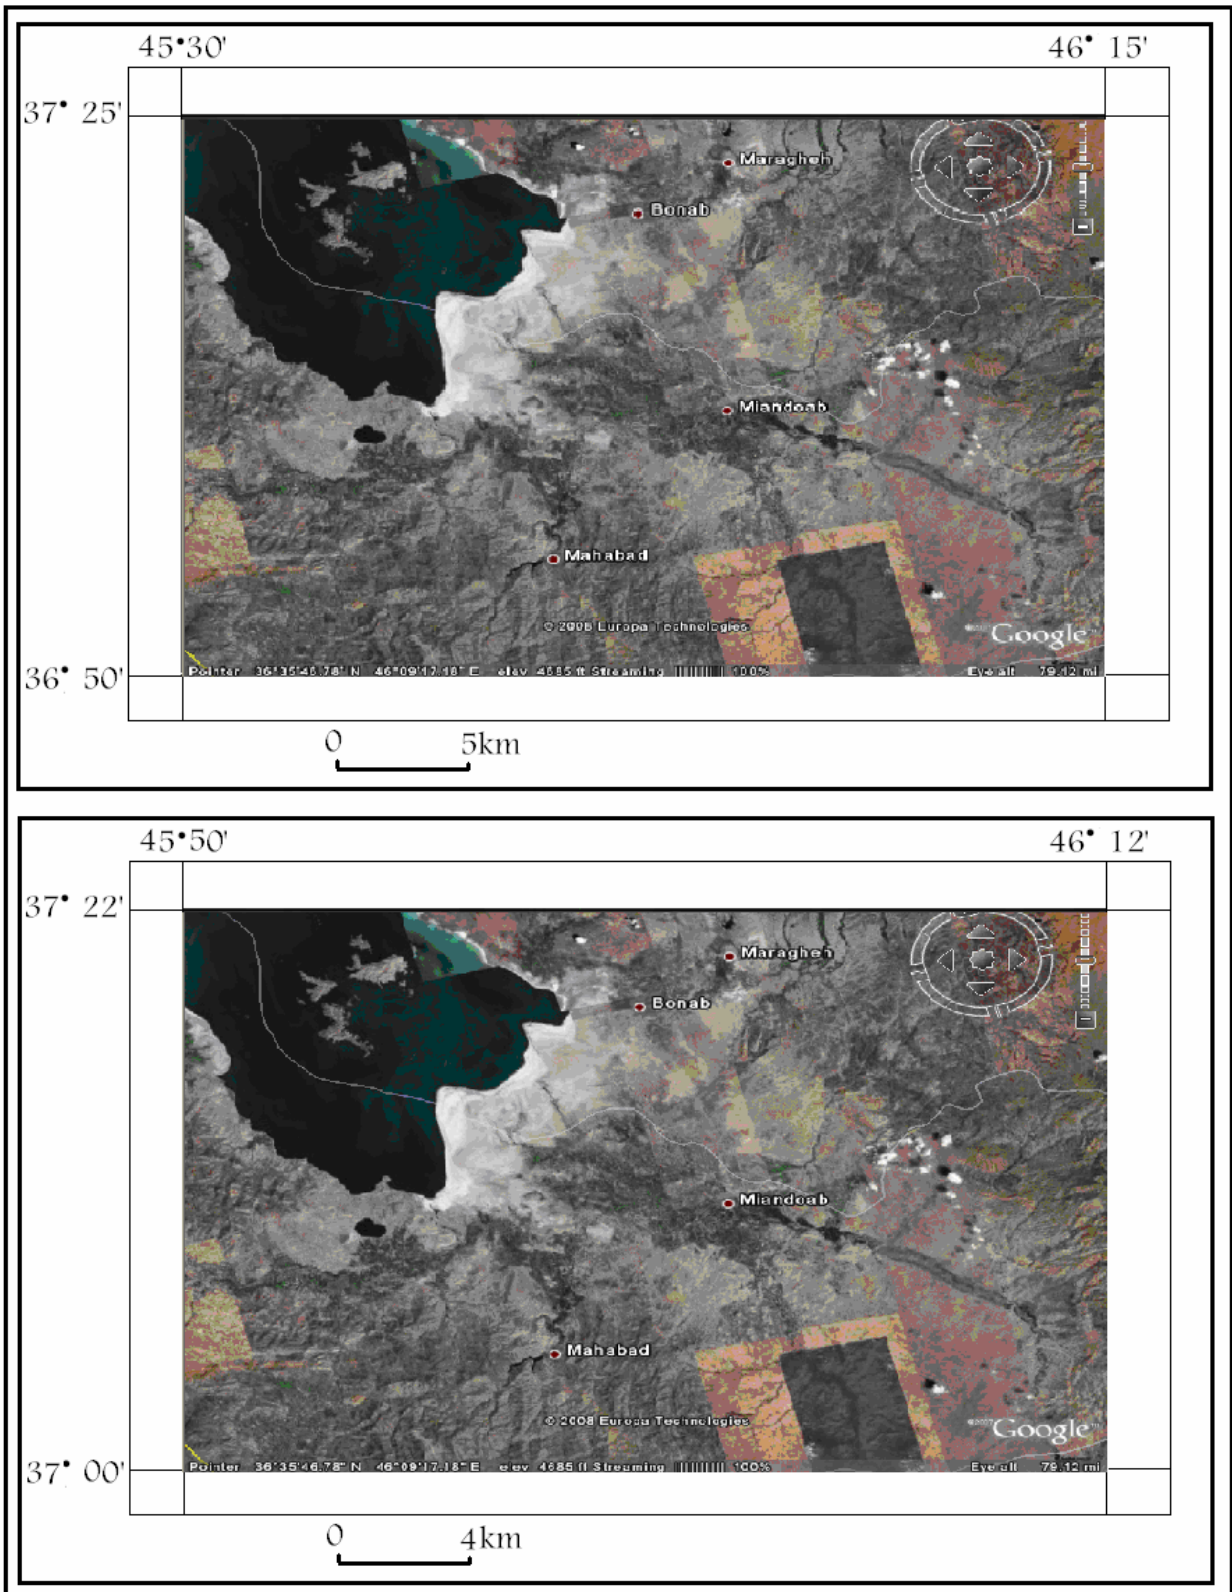 45°30' 46° 15'
37° 25'
Maragheh
Bonab
Miandoab
Mahabad
© 2008 Europa Technologies
Google™
36° 50'
Pointer 36°35'46.78" N 46°09'17.18" E elev 4685 ft Streaming 100% Eye alt 79.12 mi
0 5km
45°50' 46° 12'
37° 22'
Maragheh
Bonab
Miandoab
Mahabad
© 2008 Europa Technologies
©2007 Google™
37° 00'
Pointer 36°35'46.78" N 46°09'17.18" E elev 4685 ft Streaming 100% Eye alt 79.12 mi
0 4km